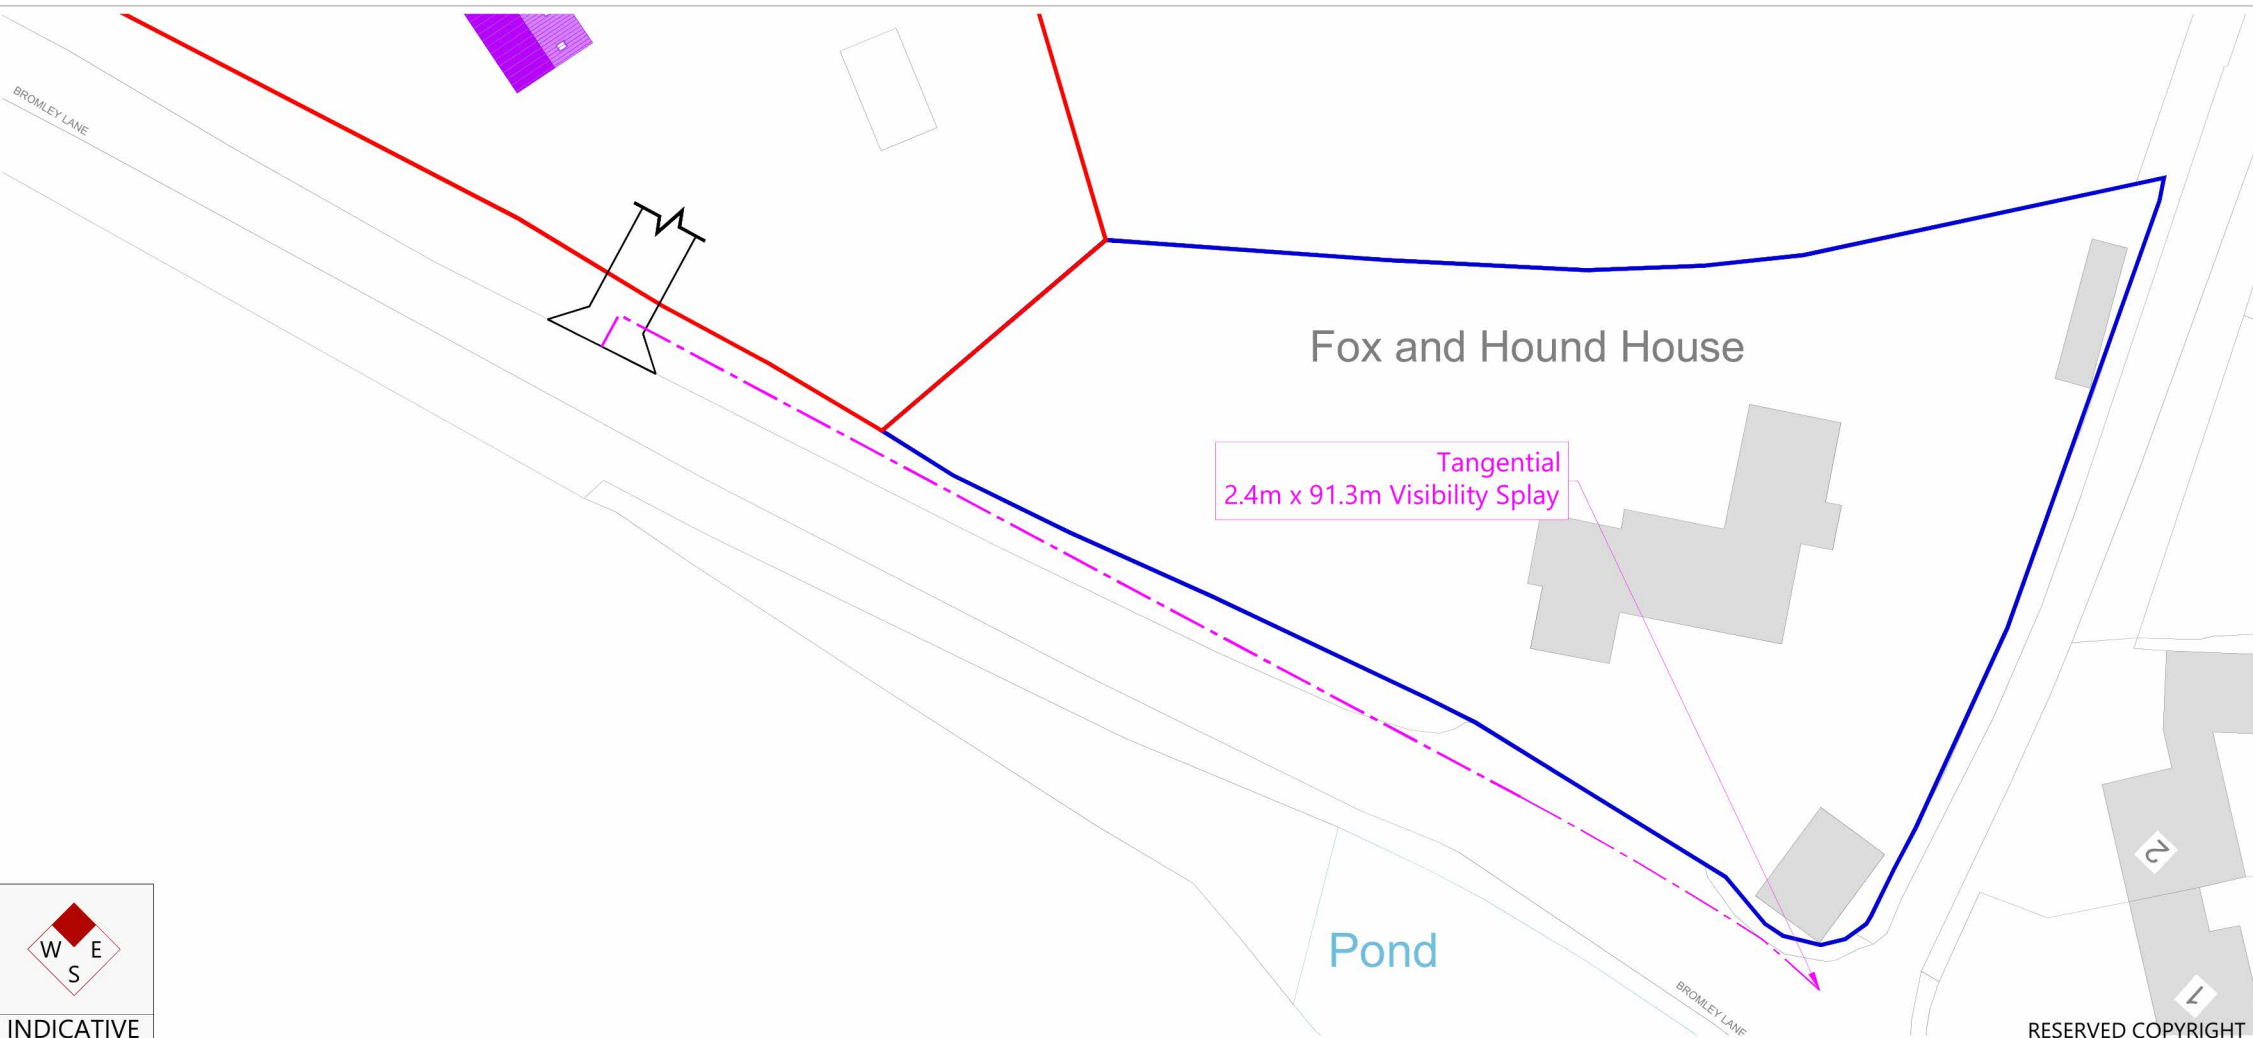 BROMLEY LANE
Fox and Hound House
Tangential
2.4m x 91.3m Visibility Splay
2
W E
S
Pond
BROMLEY LANE
1
INDICATIVE
RESERVED COPYRIGHT